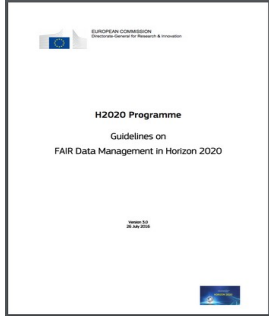 EUROPEAN COMMISSION
Directorate-General for Research & Innovation
H2020 Programme
Guidelines on
FAIR Data Management in Horizon 2020
Version 3.0
26 July 2016